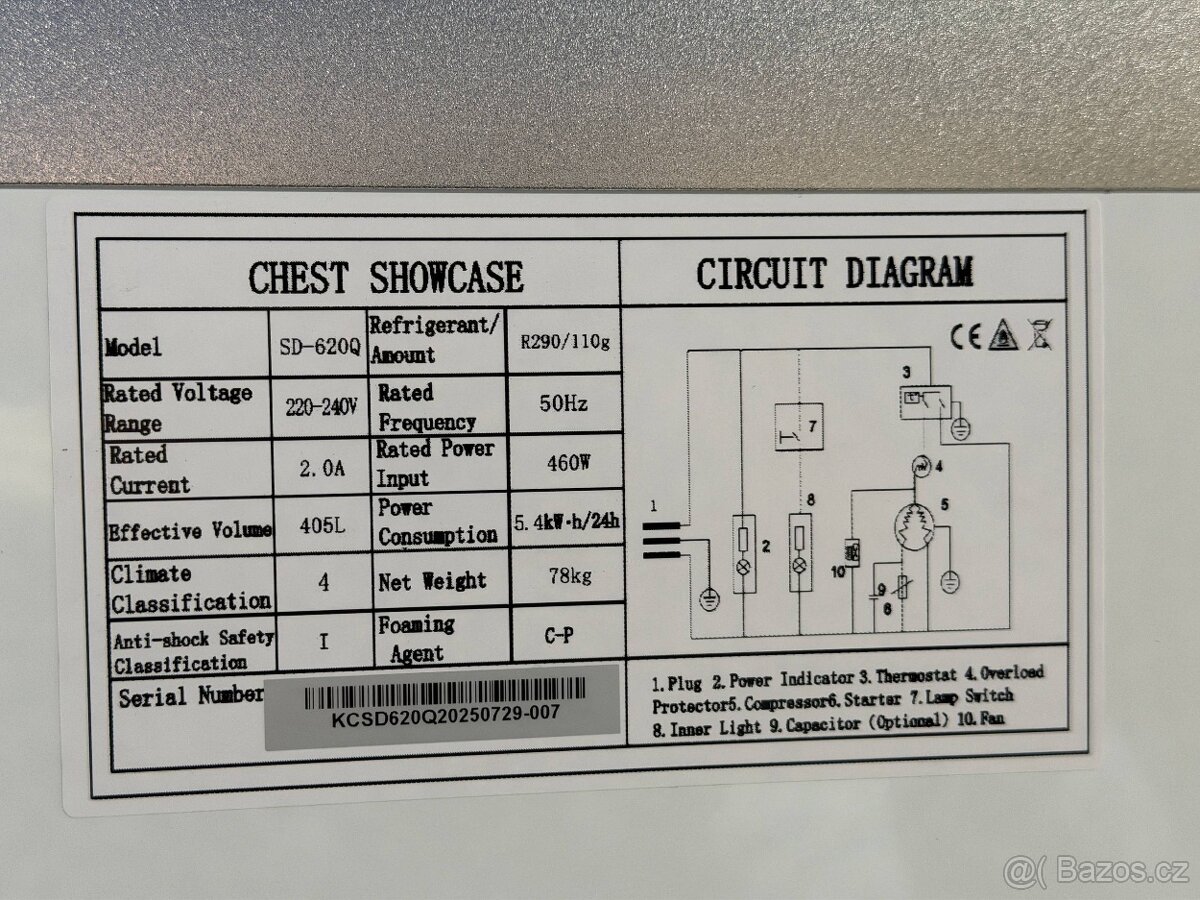 CHEST SHOWCASE
Model SD-620Q Refrigerant/ Amount R290/110g
Rated Voltage Range 220-240V Rated Frequency 50Hz
Rated Current 2.0A Rated Power Input 460W
Effective Volume 405L Power Consumption 5.4kW·h/24h
Climate Classification 4 Net Weight 78kg
Anti-shock Safety Classification I Foaming Agent C-P
Serial Number KCSD620Q20250729-007
CIRCUIT DIAGRAM
CE
3
7
4
1
8
5
2
10
9
6
1.Plug 2.Power Indicator 3.Thermostat 4.Overload
Protector5.Compressor6.Starter 7.Lamp Switch
8.Inner Light 9.Capacitor (Optional) 10.Fan
@( Bazos.cz